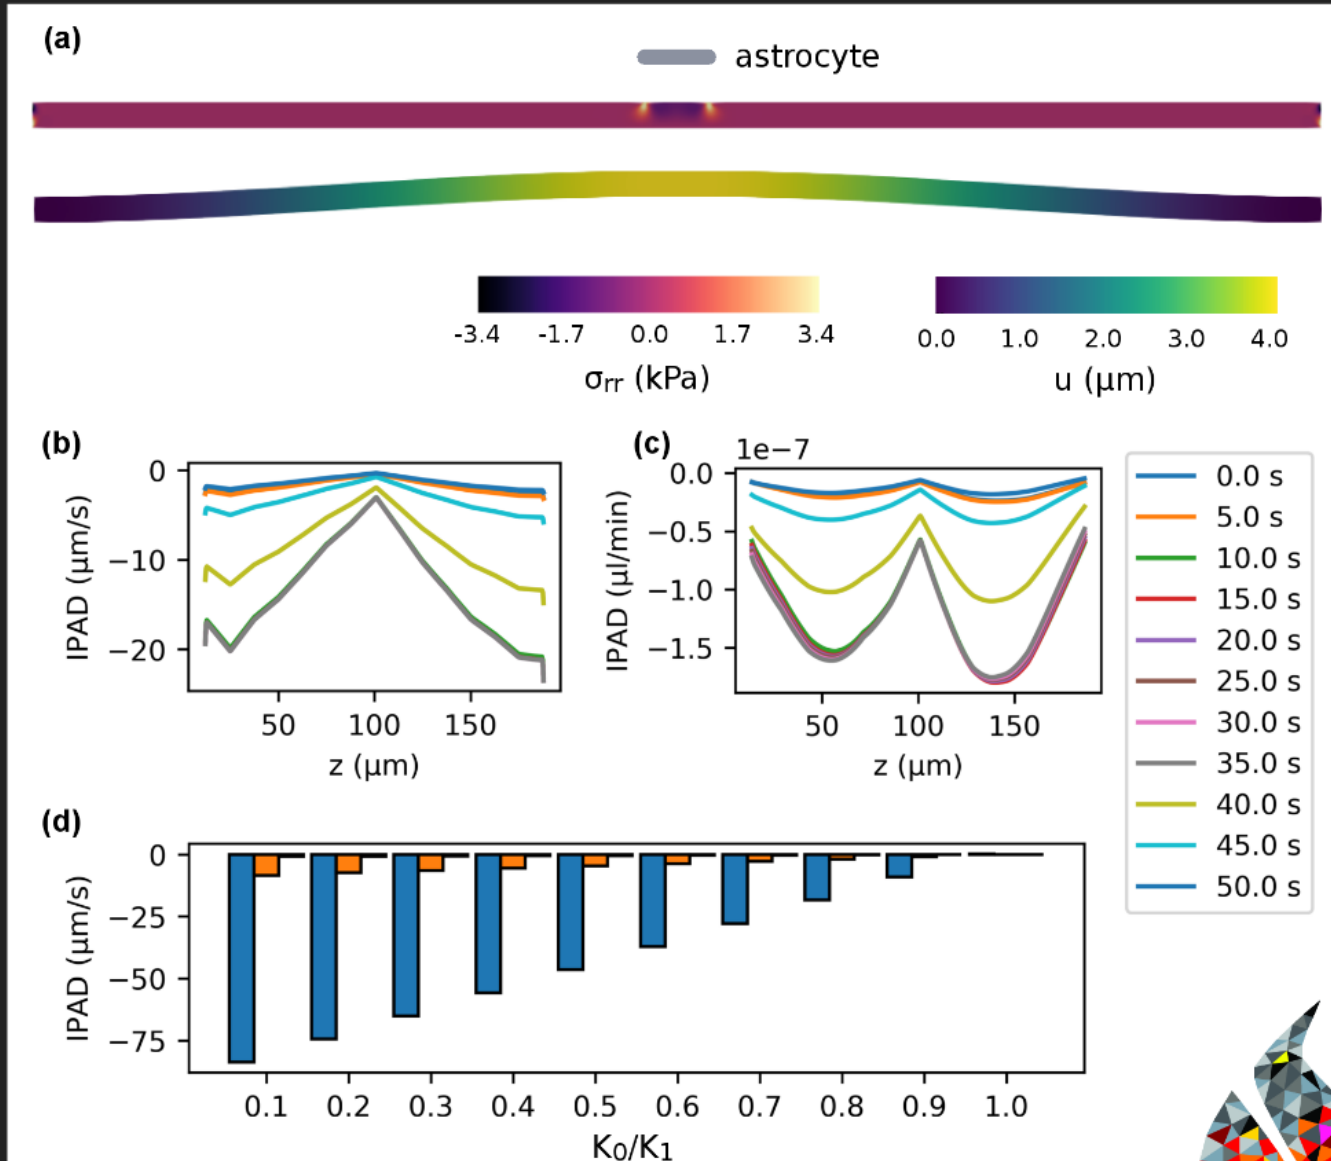 (a)
astrocyte
-3.4 -1.7 0.0 1.7 3.4
σrr (kPa)
0.0 1.0 2.0 3.0 4.0
u (μm)
(b)
IPAD (μm/s)
0
−10
−20
50 100 150
z (μm)
(c)
1e−7
IPAD (μl/min)
0.0
−0.5
−1.0
−1.5
50 100 150
z (μm)
0.0 s
5.0 s
10.0 s
15.0 s
20.0 s
25.0 s
30.0 s
35.0 s
40.0 s
45.0 s
50.0 s
(d)
IPAD (μm/s)
0
−25
−50
−75
0.1 0.2 0.3 0.4 0.5 0.6 0.7 0.8 0.9 1.0
K₀/K₁